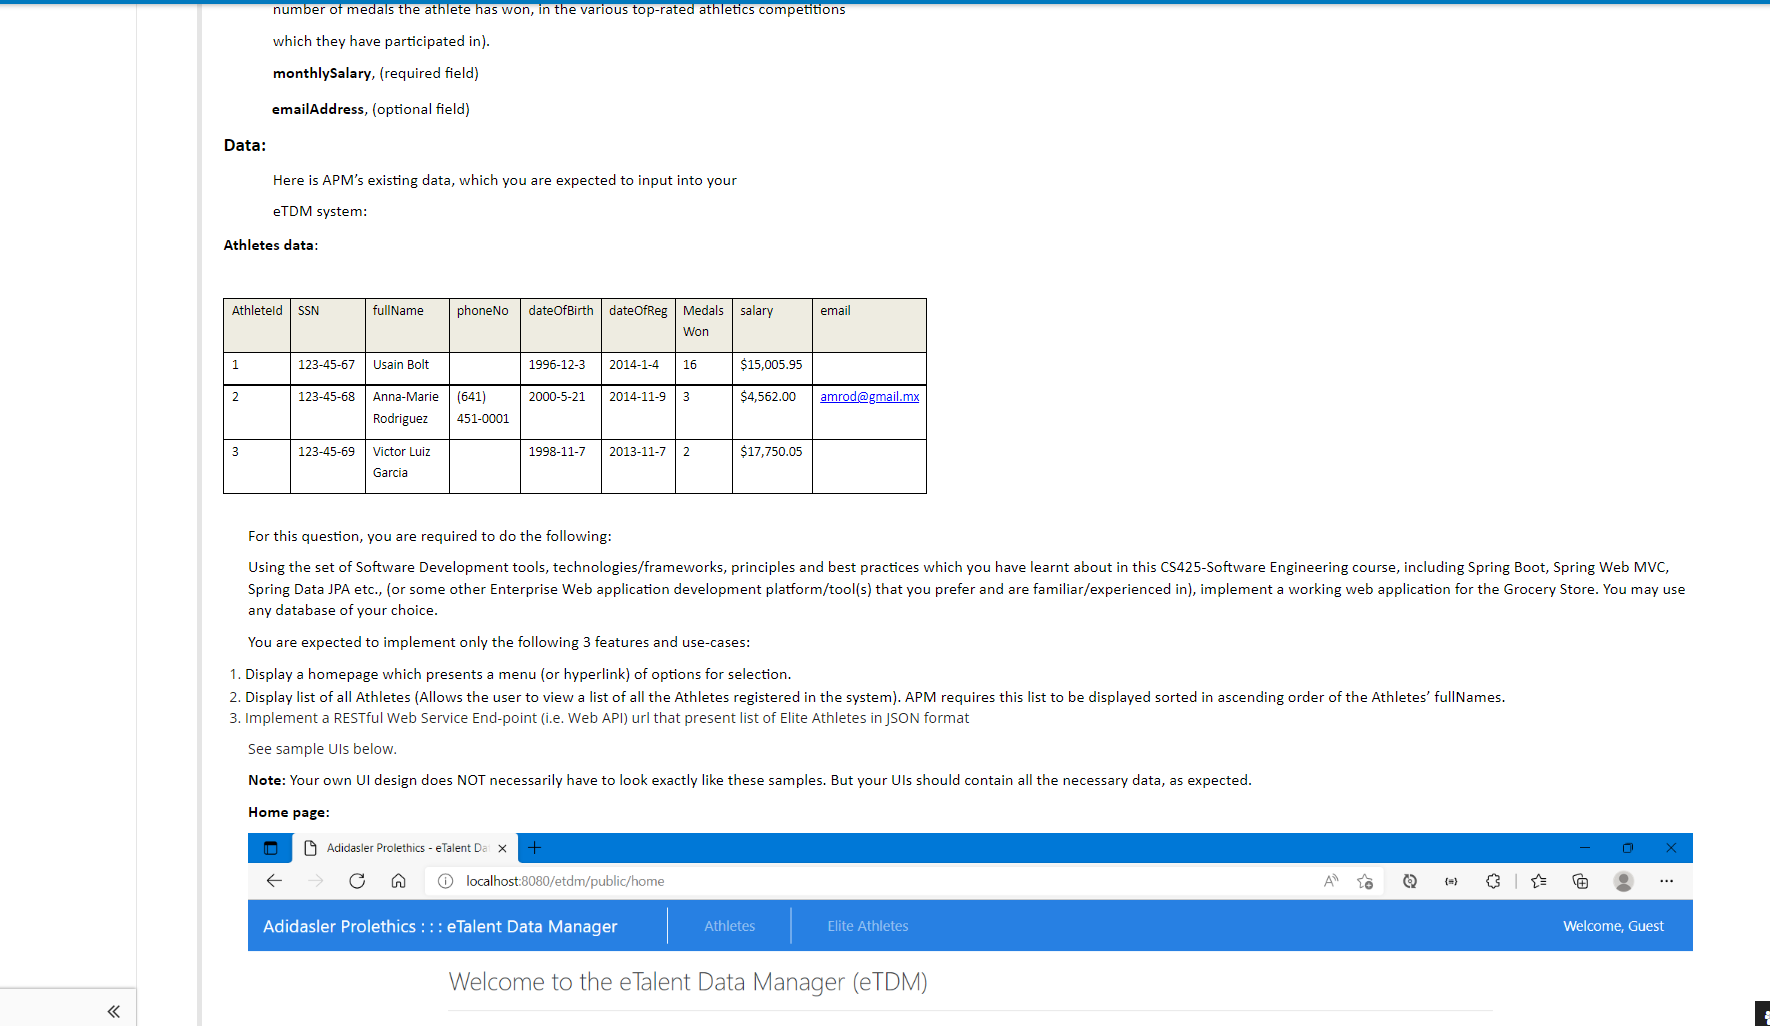 number of medals the athlete has won, in the various top-rated athletics competitions
which they have participated in).
monthlySalary, (required field)
emailAddress, (optional field)
Data:
Here is APM's existing data, which you are expected to input into your
eTDM system:
Athletes data:
AthleteId SSN fullName phoneNo dateOfBirth dateOfReg Medals salary email
Won
1 123-45-67 Usain Bolt 1996-12-3 2014-1-4 16 $15,005.95
2 123-45-68 Anna-Marie (641) 2000-5-21 2014-11-9 3 $4,562.00 amrod@gmail.mx
Rodriguez 451-0001
3 123-45-69 Victor Luiz 1998-11-7 2013-11-7 2 $17,750.05
Garcia
For this question, you are required to do the following:
Using the set of Software Development tools, technologies/frameworks, principles and best practices which you have learnt about in this CS425-Software Engineering course, including Spring Boot, Spring Web MVC,
Spring Data JPA etc., (or some other Enterprise Web application development platform/tool(s) that you prefer and are familiar/experienced in), implement a working web application for the Grocery Store. You may use
any database of your choice.
You are expected to implement only the following 3 features and use-cases:
1. Display a homepage which presents a menu (or hyperlink) of options for selection.
2. Display list of all Athletes (Allows the user to view a list of all the Athletes registered in the system). APM requires this list to be displayed sorted in ascending order of the Athletes' fullNames.
3. Implement a RESTful Web Service End-point (i.e. Web API) url that present list of Elite Athletes in JSON format
See sample UIs below.
Note: Your own UI design does NOT necessarily have to look exactly like these samples. But your UIs should contain all the necessary data, as expected.
Home page:
Adidasler Prolethics - eTalent Da
localhost:8080/etdm/public/home
Adidasler Prolethics : : : eTalent Data Manager Athletes Elite Athletes Welcome, Guest
Welcome to the eTalent Data Manager (eTDM)